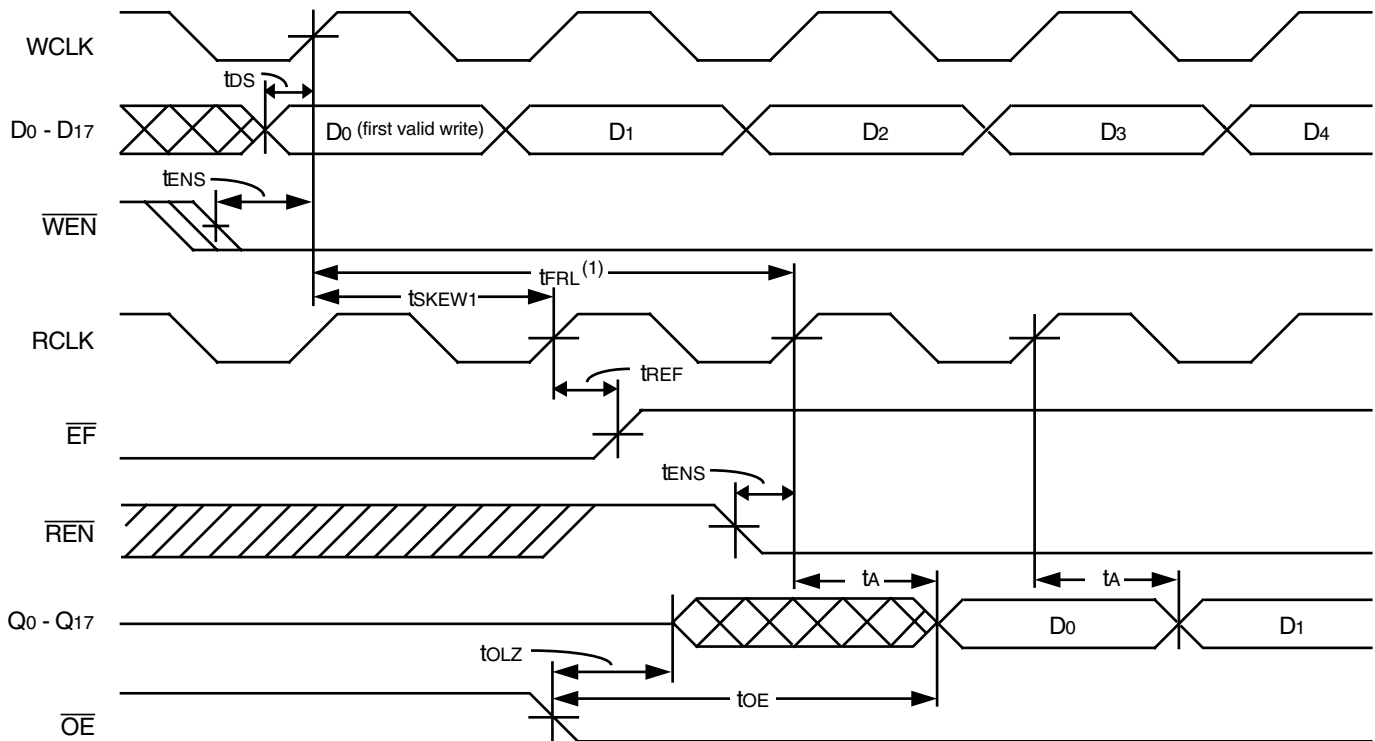 WCLK
tDS
D0 - D17
D0 (first valid write)
D1
D2
D3
D4
tENS
WEN
tFRL(1)
tSKEW1
RCLK
tREF
EF
tENS
REN
tA
tA
Q0 - Q17
D0
D1
tOLZ
tOE
OE